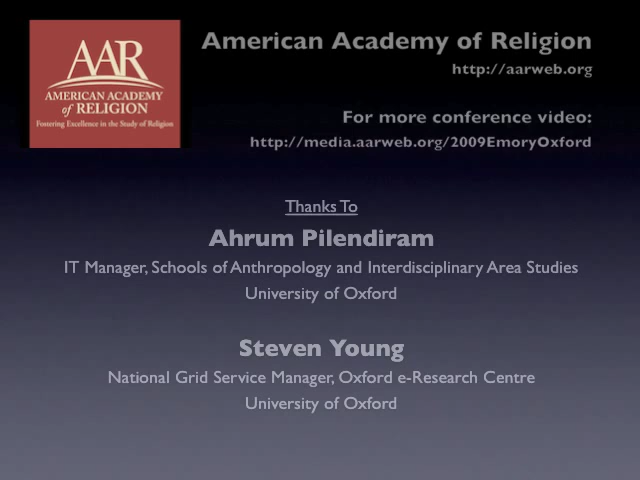 AAR
AMERICAN ACADEMY
of RELIGION
Fostering Excellence in the Study of Religion
American Academy of Religion
http://aarweb.org
For more conference video:
http://media.aarweb.org/2009EmoryOxford
Thanks To
Ahrum Pilendiram
IT Manager, Schools of Anthropology and Interdisciplinary Area Studies
University of Oxford
Steven Young
National Grid Service Manager, Oxford e-Research Centre
University of Oxford